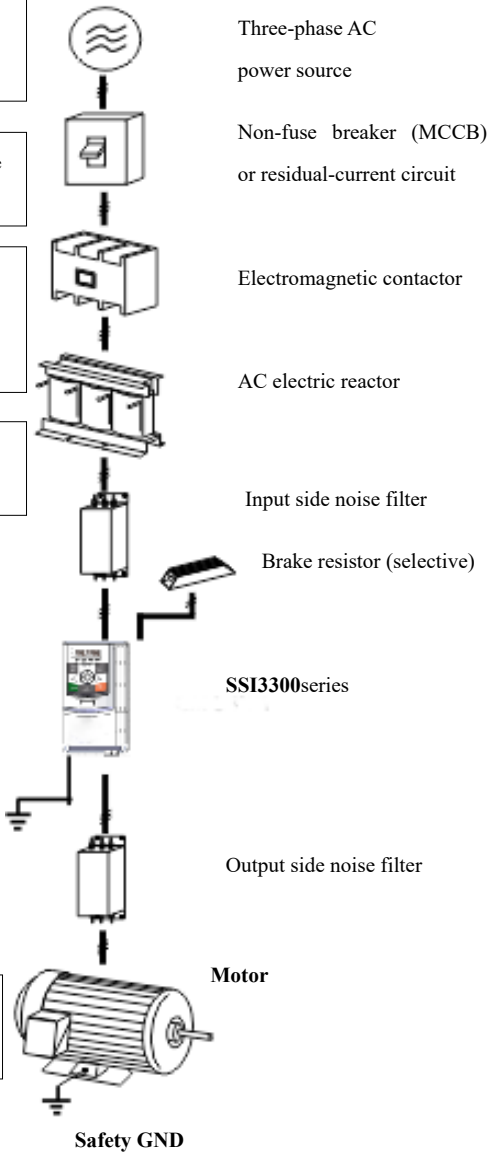 Three-phase AC
power source
Non-fuse breaker (MCCB)
or residual-current circuit
Electromagnetic contactor
AC electric reactor
Input side noise filter
Brake resistor (selective)
SSI3300series
Output side noise filter
Motor
Safety GND